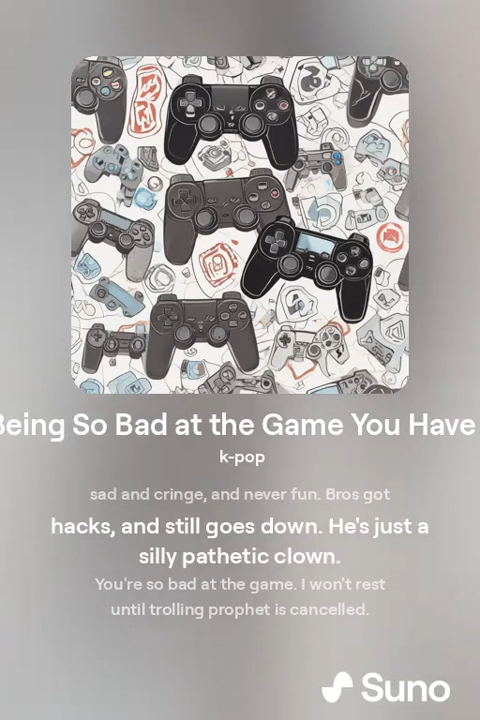 Being So Bad at the Game You Have
k-pop
sad and cringe, and never fun. Bros got
hacks, and still goes down. He's just a
silly pathetic clown.
You're so bad at the game. I won't rest
until trolling prophet is cancelled.
Suno